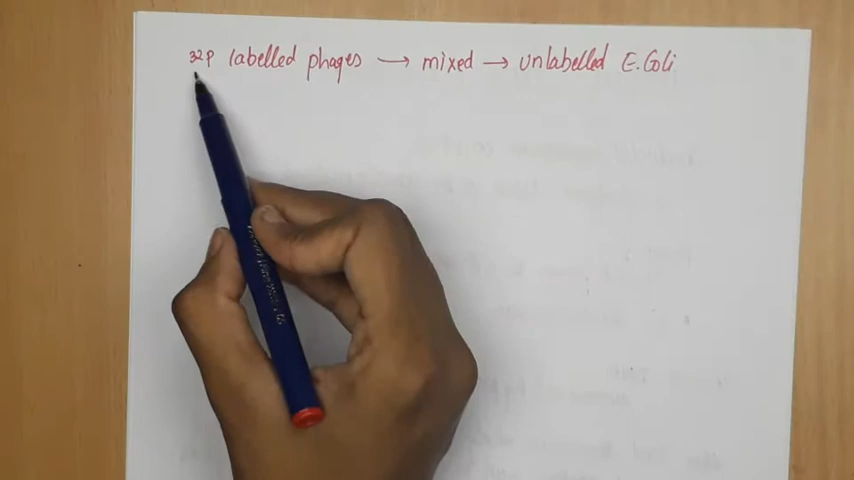 32P labelled phages → mixed → unlabelled E.Coli